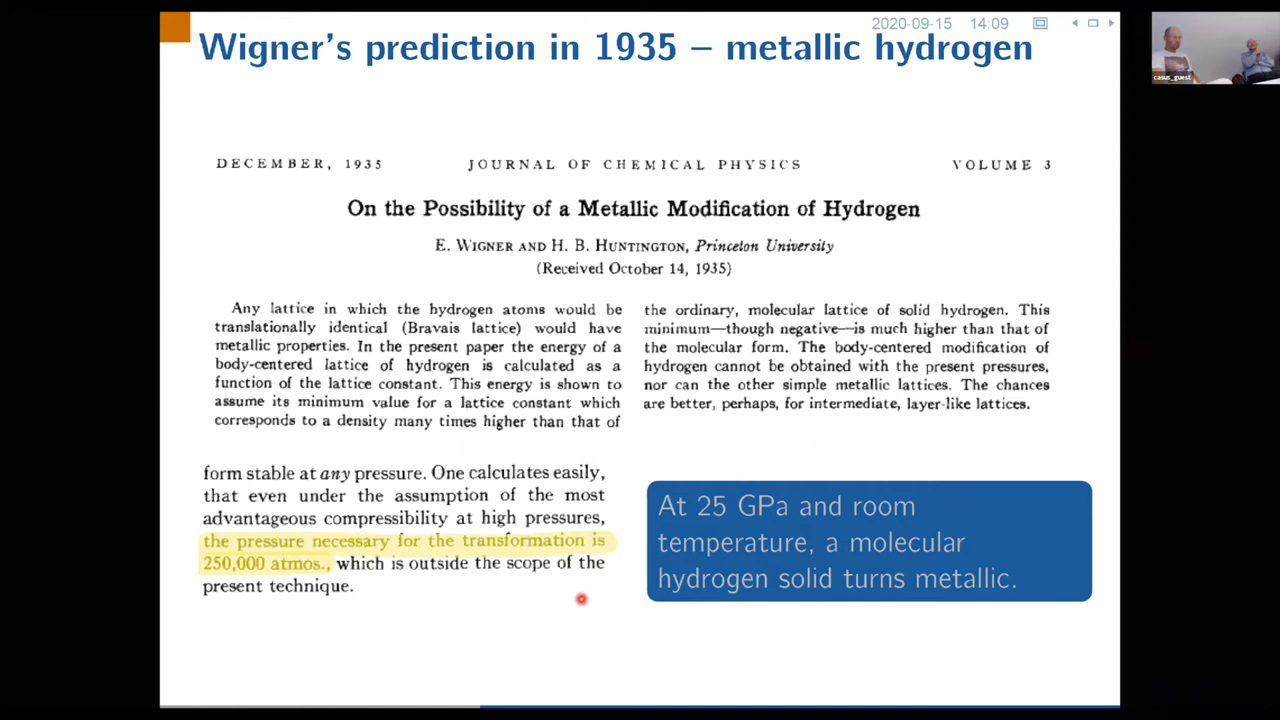 2020-09-15 14:09
Wigner's prediction in 1935 – metallic hydrogen
casus_guest
DECEMBER, 1935 JOURNAL OF CHEMICAL PHYSICS VOLUME 3
On the Possibility of a Metallic Modification of Hydrogen
E. WIGNER AND H. B. HUNTINGTON, Princeton University
(Received October 14, 1935)
Any lattice in which the hydrogen atoms would be
translationally identical (Bravais lattice) would have
metallic properties. In the present paper the energy of a
body-centered lattice of hydrogen is calculated as a
function of the lattice constant. This energy is shown to
assume its minimum value for a lattice constant which
corresponds to a density many times higher than that of
the ordinary, molecular lattice of solid hydrogen. This
minimum—though negative—is much higher than that of
the molecular form. The body-centered modification of
hydrogen cannot be obtained with the present pressures,
nor can the other simple metallic lattices. The chances
are better, perhaps, for intermediate, layer-like lattices.
form stable at any pressure. One calculates easily,
that even under the assumption of the most
advantageous compressibility at high pressures,
the pressure necessary for the transformation is
250,000 atmos., which is outside the scope of the
present technique.
At 25 GPa and room
temperature, a molecular
hydrogen solid turns metallic.